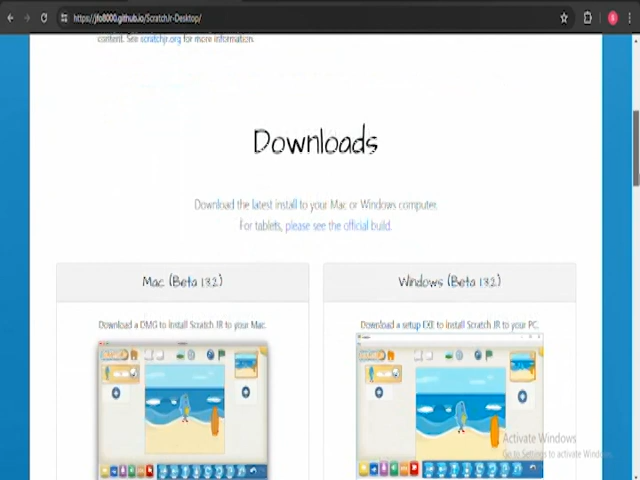 https://jfo8000.github.io/ScratchJr-Desktop/
content. See scratchjr.org for more information.
Downloads
Download the latest install to your Mac or Windows computer.
For tablets, please see the official build.
Mac (Beta 1.3.2)
Windows (Beta 1.3.2)
Download a DMG to install Scratch JR to your Mac.
Download a setup EXE to install Scratch JR to your PC.
Activate Windows
Go to Settings to activate Windows.